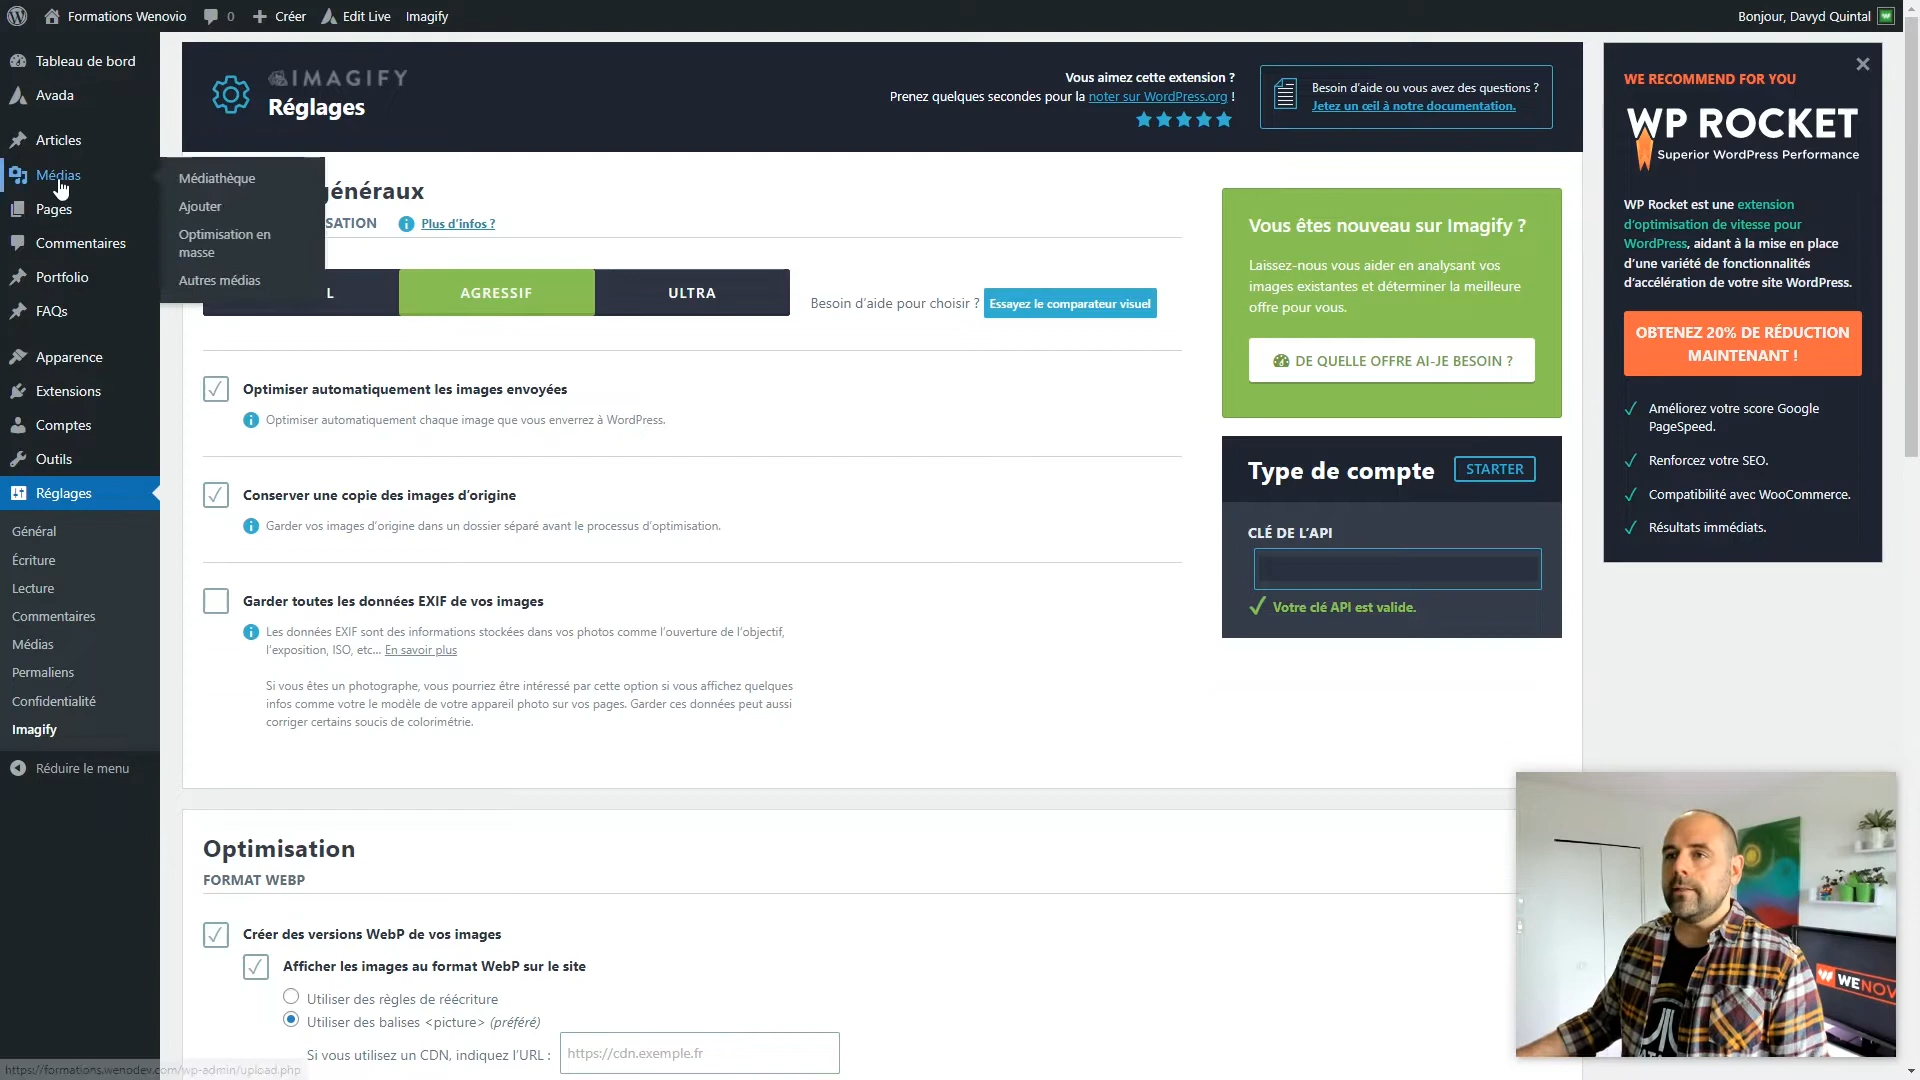 Formations Wenovio
0
Créer
Edit Live
Imagify
Bonjour, Davyd Quintal
Tableau de bord
Avada
Articles
Médias
Pages
Commentaires
Portfolio
FAQs
Apparence
Extensions
Comptes
Outils
Réglages
Général
Écriture
Lecture
Commentaires
Médias
Permaliens
Confidentialité
Imagify
Réduire le menu
Médiathèque
Ajouter
Optimisation en
masse
Autres médias
IMAGIFY
Réglages
Vous aimez cette extension ?
Prenez quelques secondes pour la noter sur WordPress.org !
Besoin d'aide ou vous avez des questions ?
Jetez un œil à notre documentation.
généraux
SATION
Plus d'infos ?
L
AGRESSIF
ULTRA
Besoin d'aide pour choisir ?
Essayez le comparateur visuel
Optimiser automatiquement les images envoyées
Optimiser automatiquement chaque image que vous enverrez à WordPress.
Conserver une copie des images d'origine
Garder vos images d'origine dans un dossier séparé avant le processus d'optimisation.
Garder toutes les données EXIF de vos images
Les données EXIF sont des informations stockées dans vos photos comme l'ouverture de l'objectif,
l'exposition, ISO, etc... En savoir plus
Si vous êtes un photographe, vous pourriez être intéressé par cette option si vous affichez quelques
infos comme votre le modèle de votre appareil photo sur vos pages. Garder ces données peut aussi
corriger certains soucis de colorimétrie.
Vous êtes nouveau sur Imagify ?
Laissez-nous vous aider en analysant vos
images existantes et déterminer la meilleure
offre pour vous.
DE QUELLE OFFRE AI-JE BESOIN ?
Type de compte
STARTER
CLÉ DE L'API
Votre clé API est valide.
WE RECOMMEND FOR YOU
WP ROCKET
Superior WordPress Performance
WP Rocket est une extension
d'optimisation de vitesse pour
WordPress, aidant à la mise en place
d'une variété de fonctionnalités
d'accélération de votre site WordPress.
OBTENEZ 20% DE RÉDUCTION
MAINTENANT !
Améliorez votre score Google
PageSpeed.
Renforcez votre SEO.
Compatibilité avec WooCommerce.
Résultats immédiats.
Optimisation
FORMAT WEBP
Créer des versions WebP de vos images
Afficher les images au format WebP sur le site
Utiliser des règles de réécriture
Utiliser des balises <picture> (préféré)
Si vous utilisez un CDN, indiquez l'URL :
https://cdn.exemple.fr
https://formations.wenodev.com/wp-admin/upload.php
WENOV